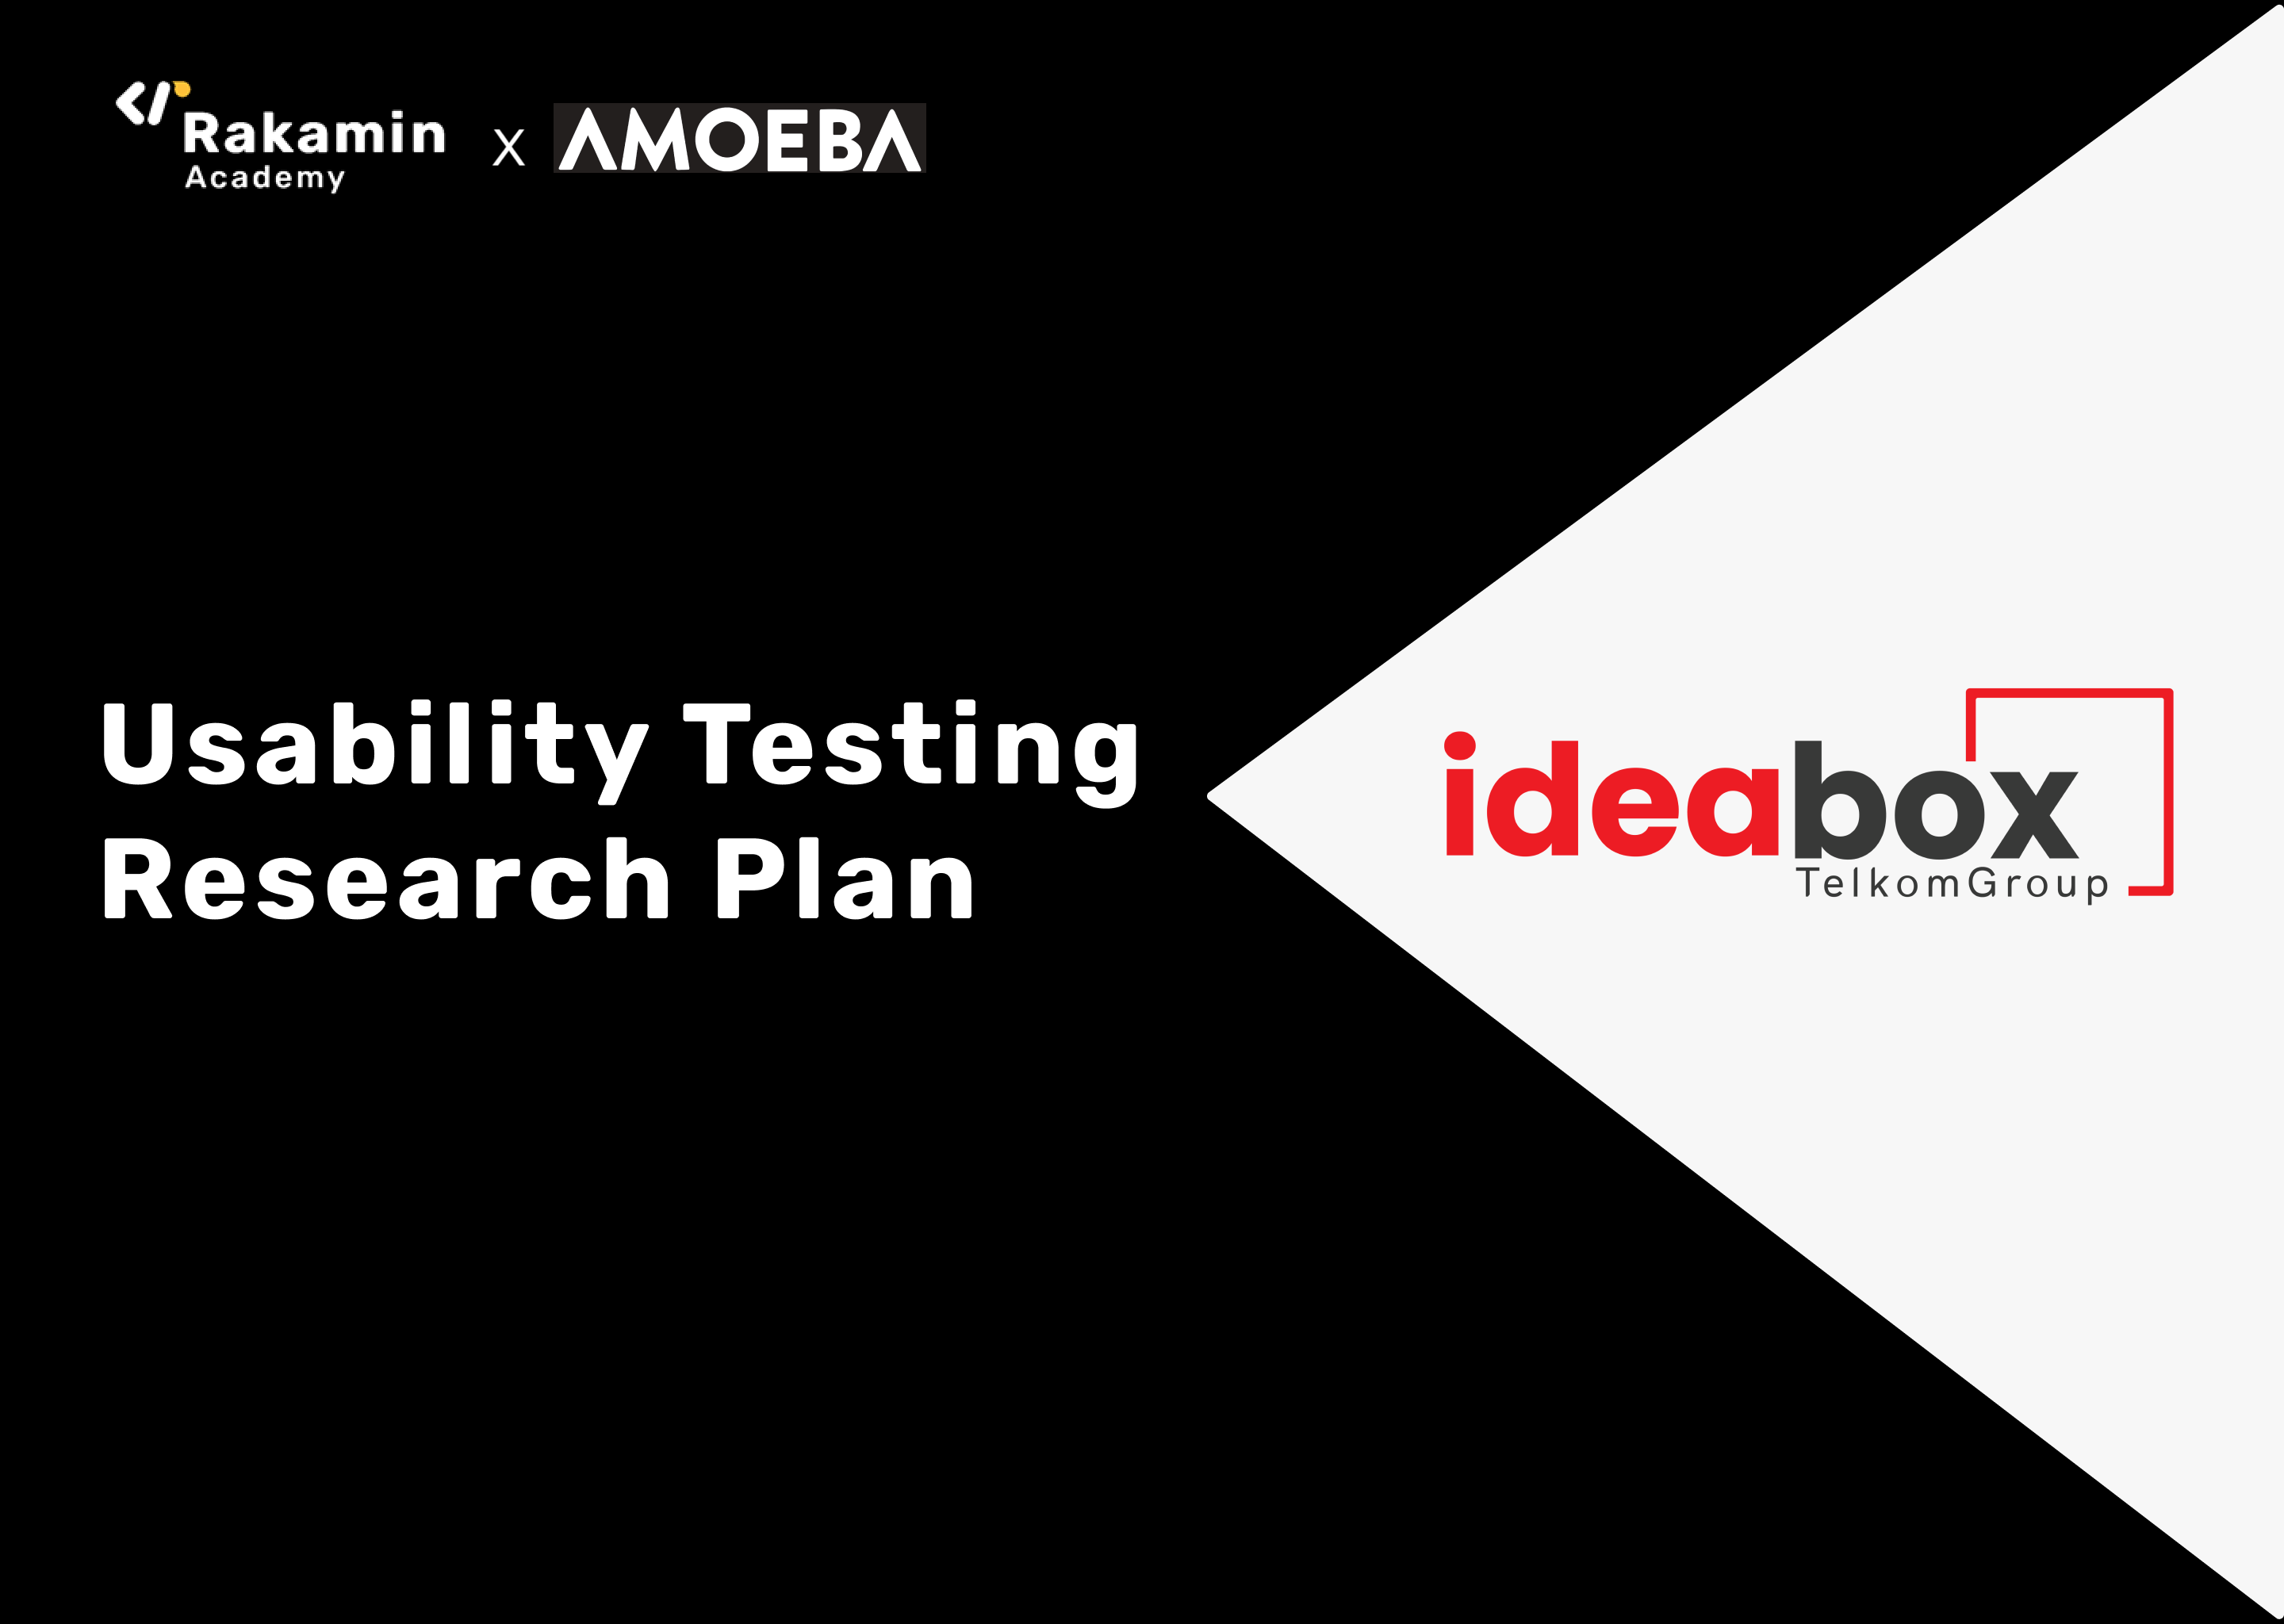 Rakamin
Academy
x
AMOEBA
Usability Testing
Research Plan
ideabox
TelkomGroup